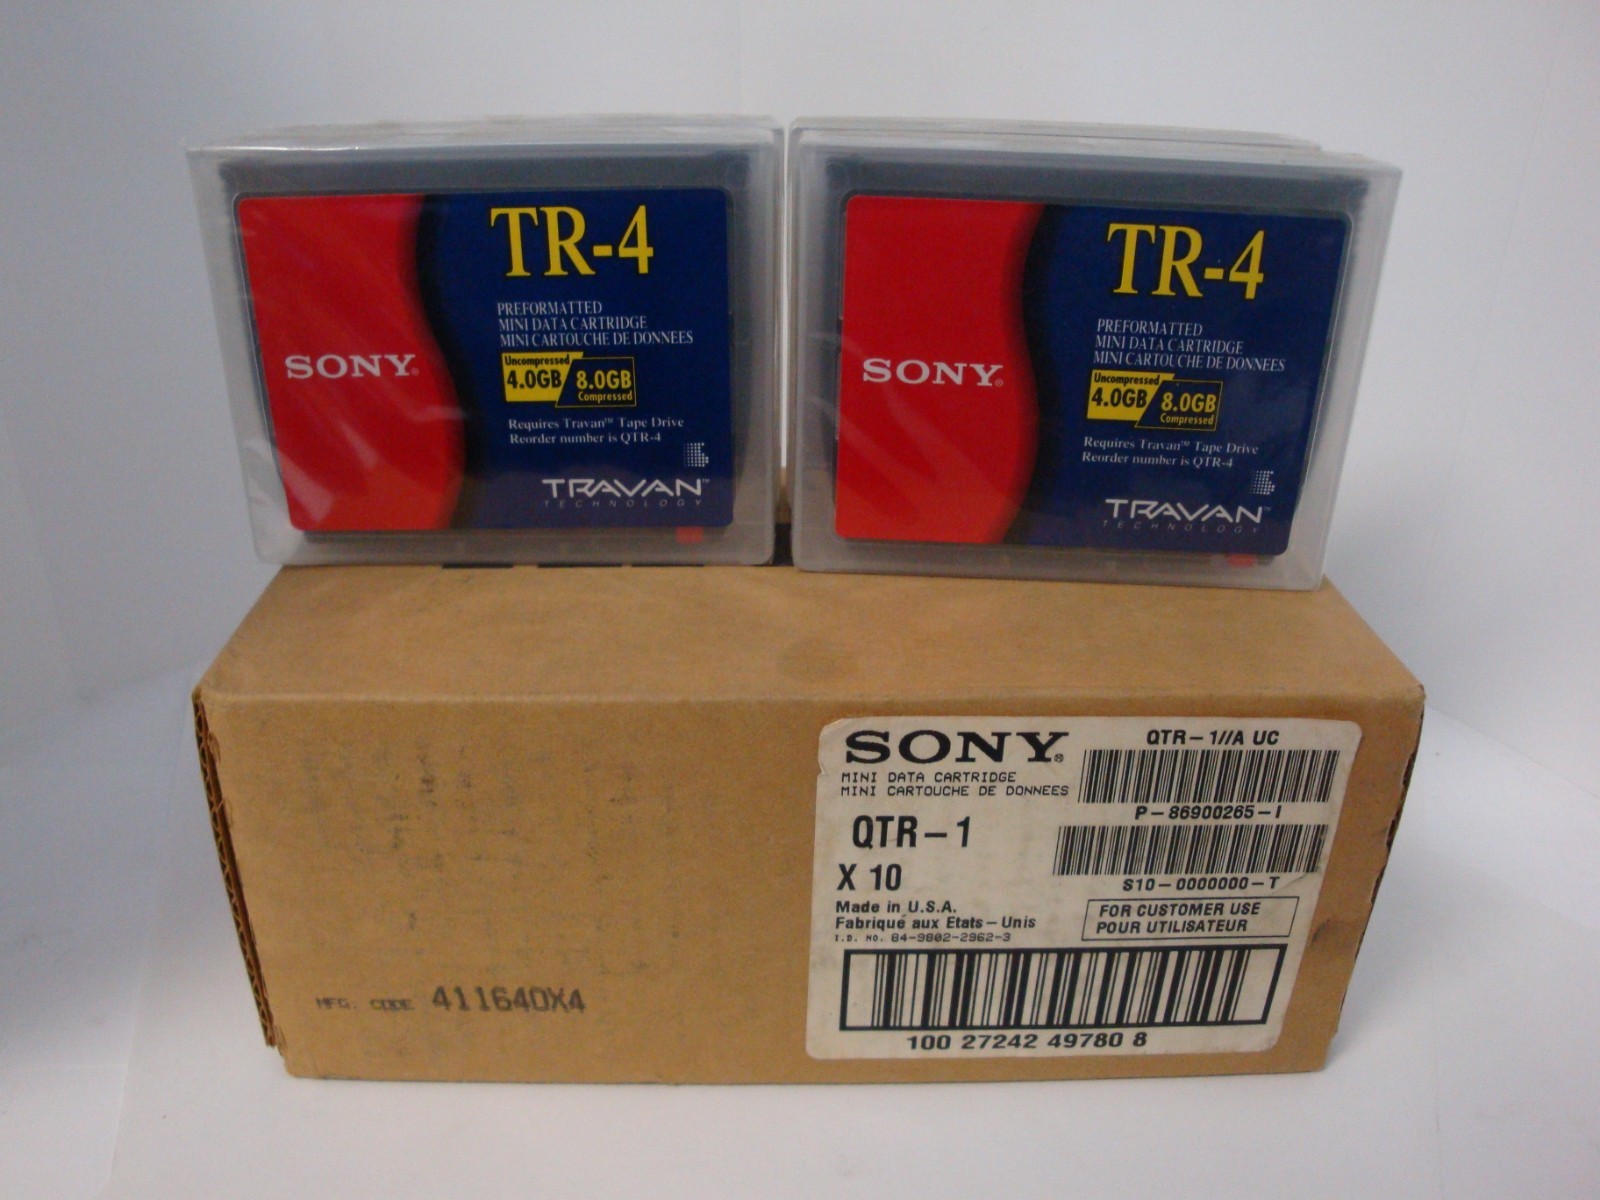 TR-4
PREFORMATTED
MINI DATA CARTRIDGE
MINI CARTOUCHE DE DONNEES
SONY®
Uncompressed
4.0GB
8.0GB
Compressed
Requires Travan™ Tape Drive
Reorder number is QTR-4
TRAVAN™
TECHNOLOGY
TR-4
PREFORMATTED
MINI DATA CARTRIDGE
MINI CARTOUCHE DE DONNEES
SONY®
Uncompressed
4.0GB
8.0GB
Compressed
Requires Travan™ Tape Drive
Reorder number is QTR-4
TRAVAN™
TECHNOLOGY
SONY®
MINI DATA CARTRIDGE
MINI CARTOUCHE DE DONNEES
QTR-1//A UC
P-86900265-I
QTR-1
X 10
S10-0000000-T
Made in U.S.A.
Fabriqué aux Etats-Unis
I.D. NO. 84-9802-2962-3
FOR CUSTOMER USE
POUR UTILISATEUR
100 27242 49780 8
MFG. CODE 411640X4